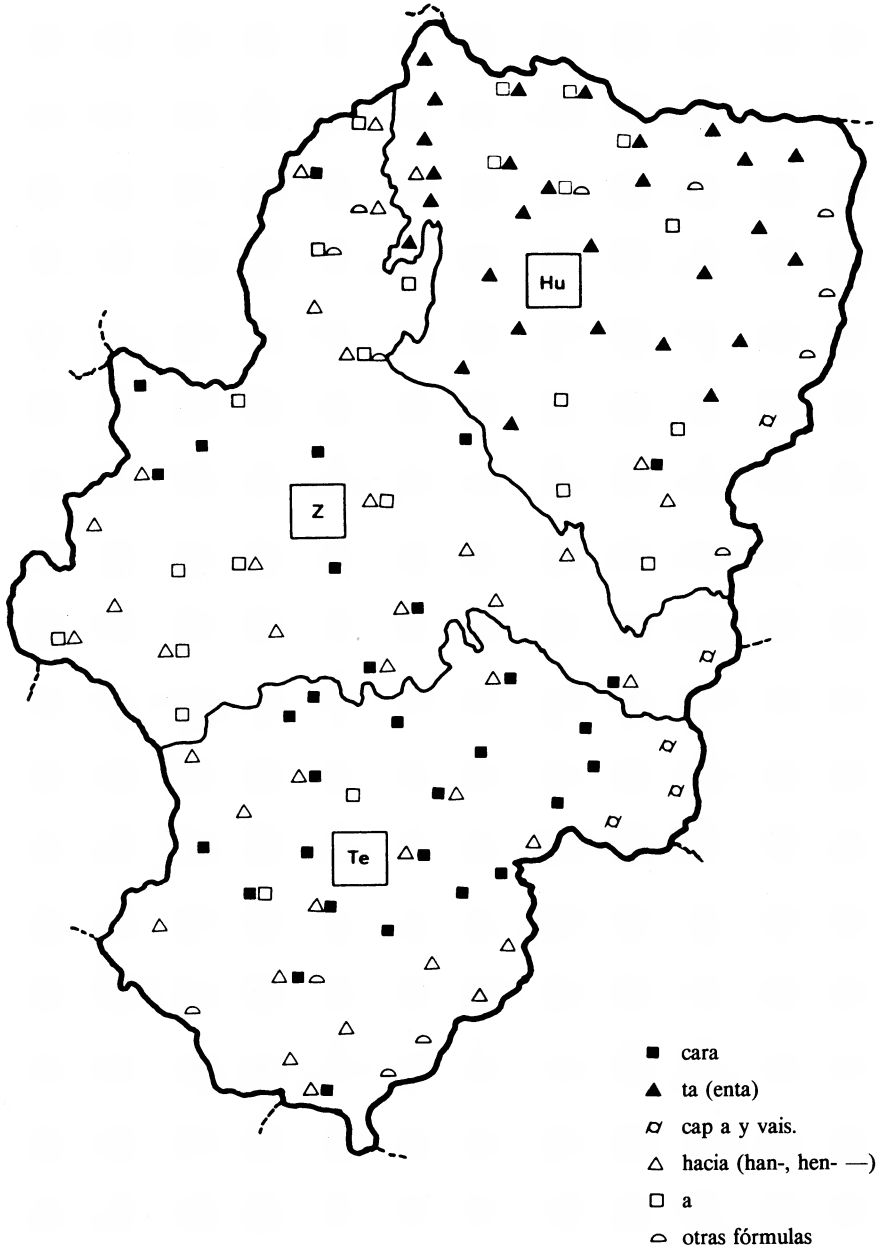 Hu
Z
Te
cara
ta (enta)
cap a y vais.
hacia (han-, hen- —)
a
otras fórmulas